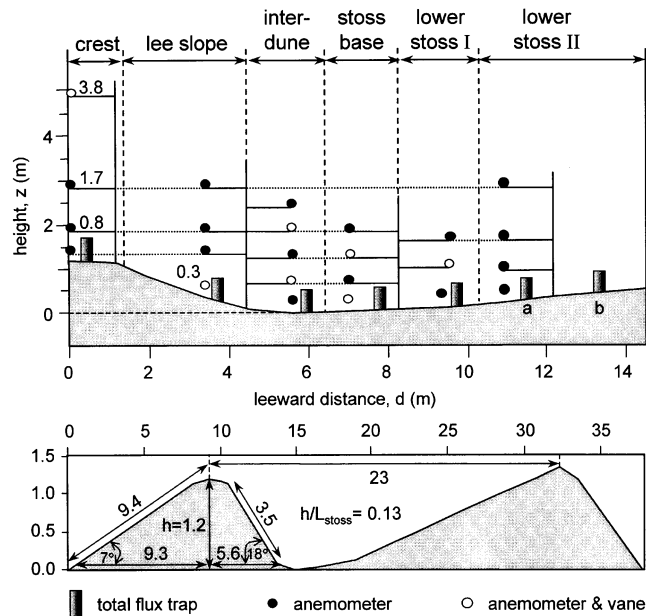 inter- stoss lower lower
crest lee slope dune base stoss I stoss II
3.8
4
1.7
2
0.8
0.3
0
a b
height, z (m)
0 2 4 6 8 10 12 14
leeward distance, d (m)
0 5 10 15 20 25 30 35
1.5
1.0
0.5
0.0
9.4
23
3.5
h=1.2
h/Lstoss= 0.13
7°
9.3
5.6
18°
total flux trap
anemometer
anemometer & vane